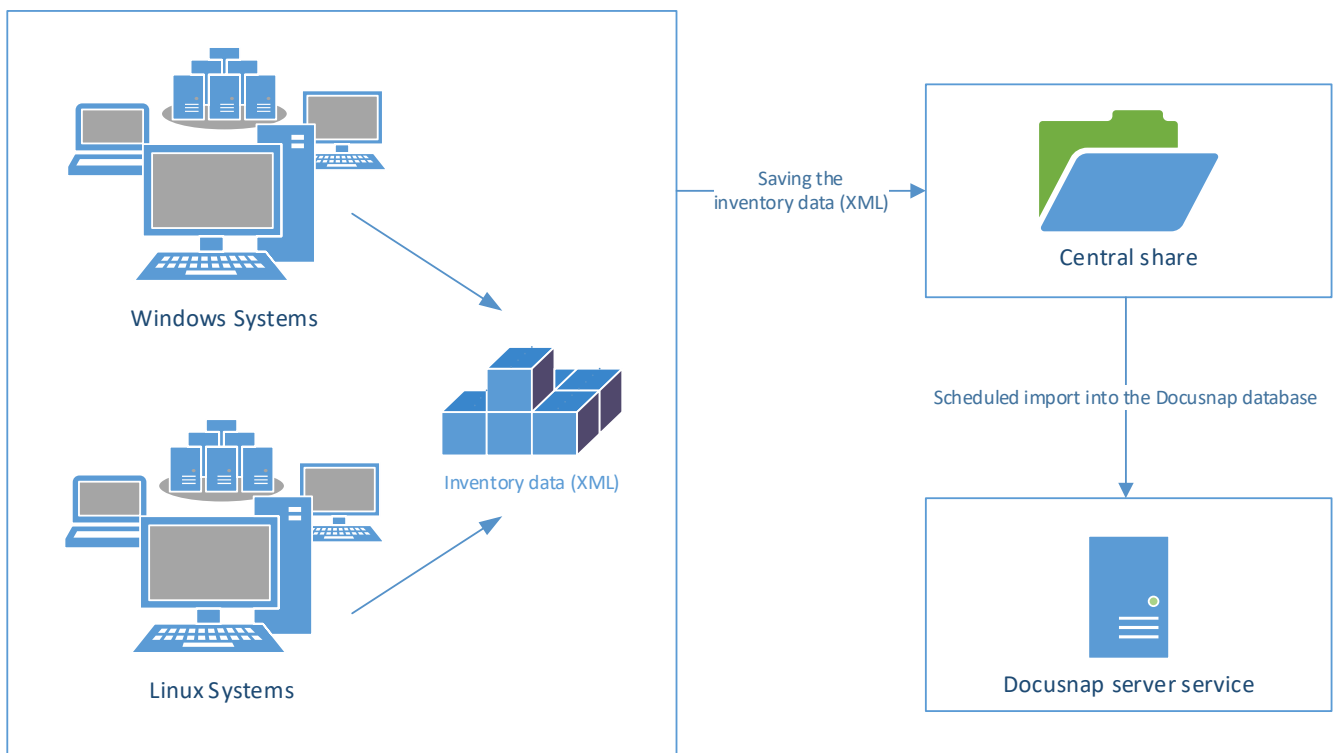 Windows Systems
Inventory data (XML)
Linux Systems
Saving the
inventory data (XML)
Central share
Scheduled import into the Docusnap database
Docusnap server service